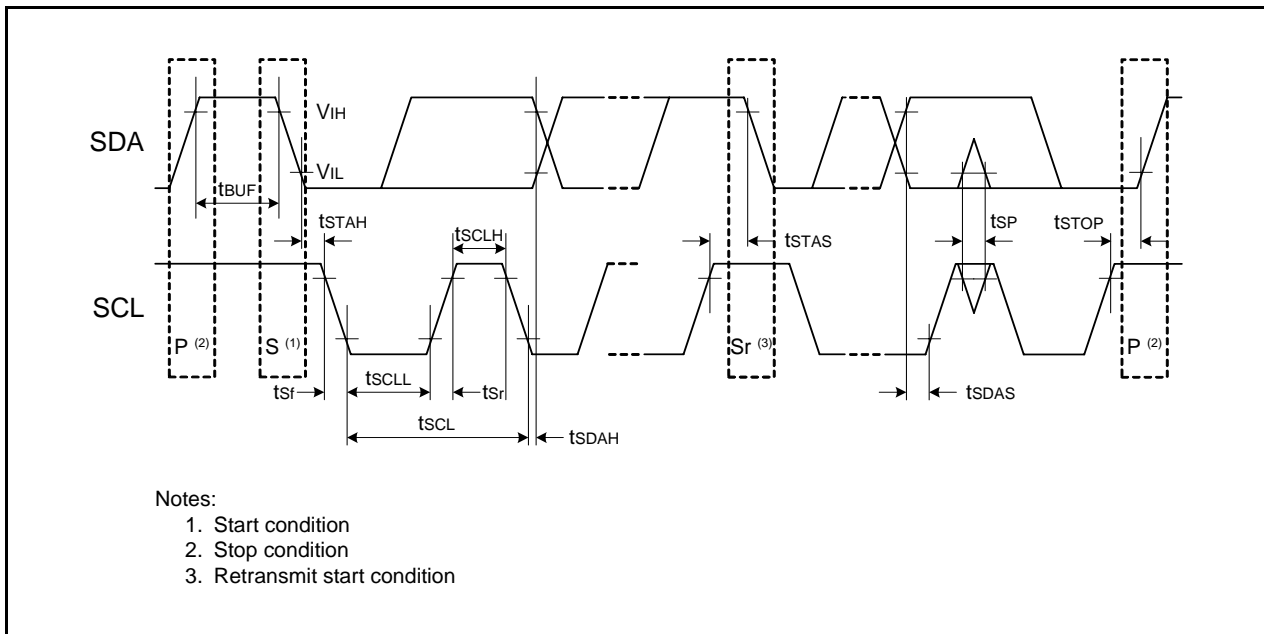 SDA
VIH
VIL
tBUF
tSTAH
tSCLH
tSTAS
tSP
tSTOP
SCL
P (2)
S (1)
Sr (3)
P (2)
tSf
tSCLL
tSr
tSDAS
tSCL
tSDAH
Notes:
1. Start condition
2. Stop condition
3. Retransmit start condition